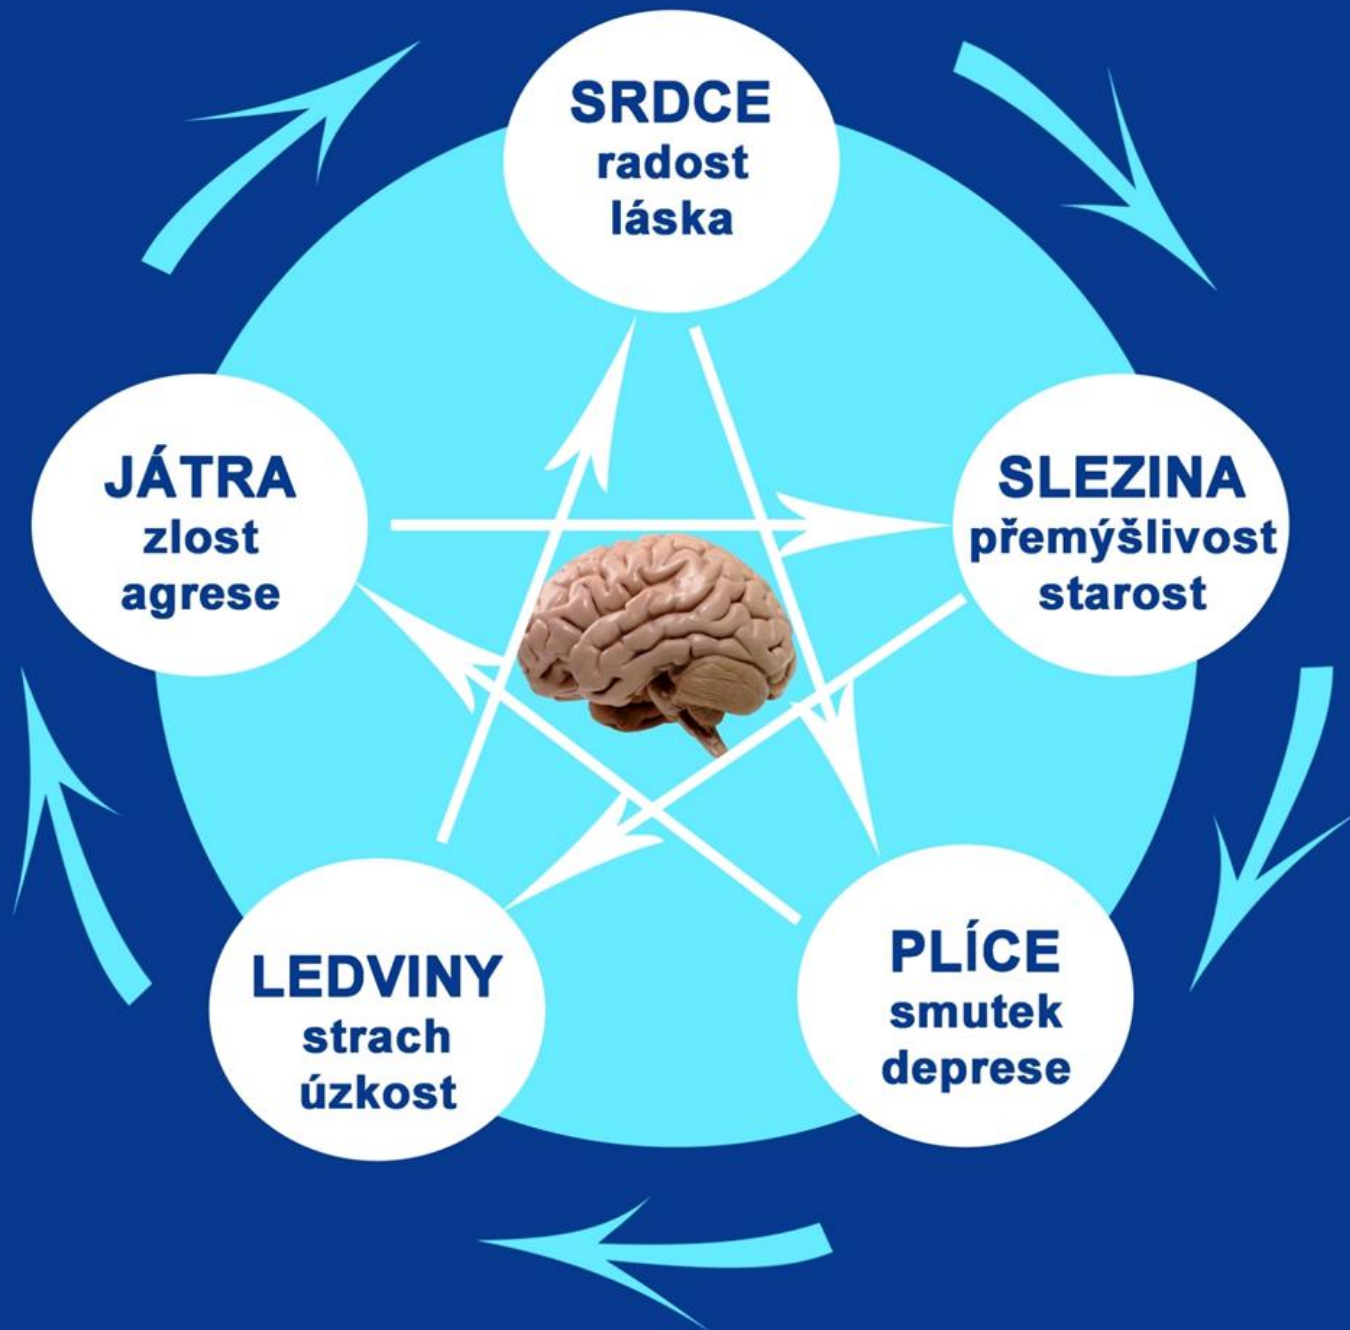 SRDCE
radost
láska
JÁTRA
zlost
agrese
SLEZINA
přemýšlivost
starost
LEDVINY
strach
úzkost
PLÍCE
smutek
deprese